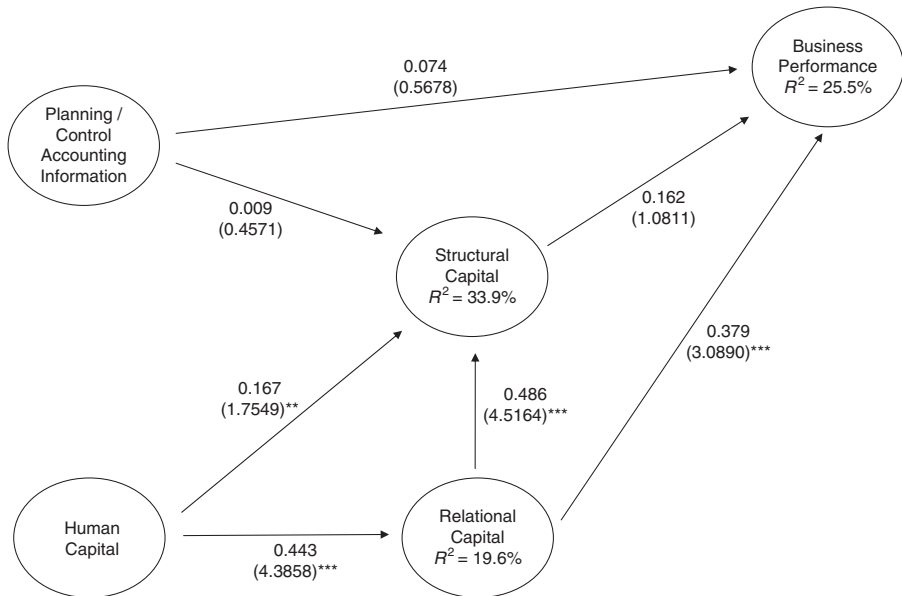 Business
Performance
R² = 25.5%
0.074
(0.5678)
Planning /
Control
Accounting
Information
0.009
(0.4571)
0.162
(1.0811)
Structural
Capital
R² = 33.9%
0.379
(3.0890)***
0.167
(1.7549)**
0.486
(4.5164)***
Human
Capital
0.443
(4.3858)***
Relational
Capital
R² = 19.6%